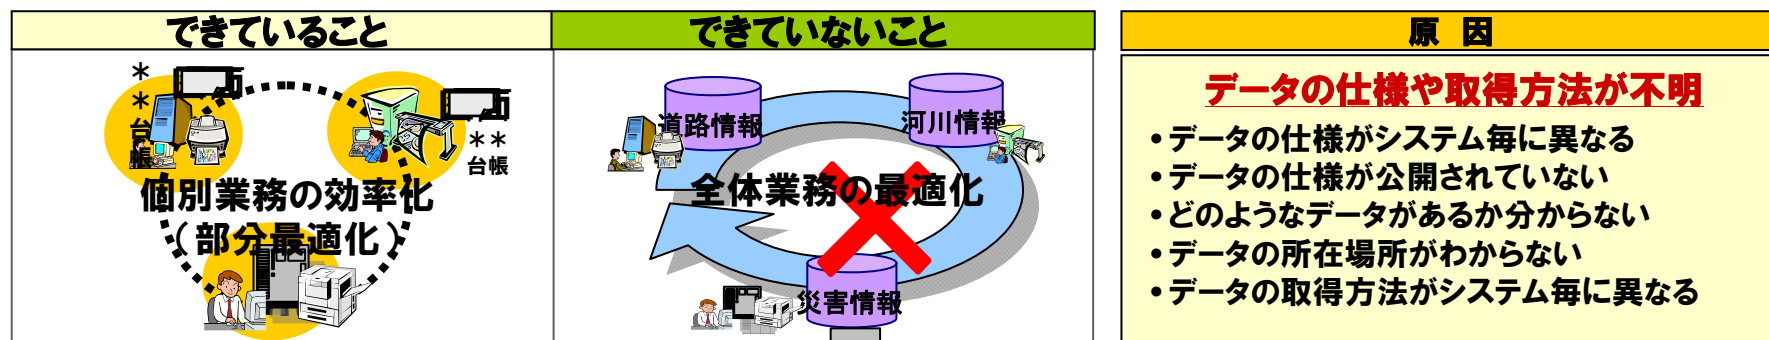 できていること
＊
＊
台
帳
＊＊
台帳
個別業務の効率化
（部分最適化）
できていないこと
道路情報
河川情報
全体業務の最適化
災害情報
原 因
データの仕様や取得方法が不明
•データの仕様がシステム毎に異なる
•データの仕様が公開されていない
•どのようなデータがあるか分からない
•データの所在場所がわからない
•データの取得方法がシステム毎に異なる